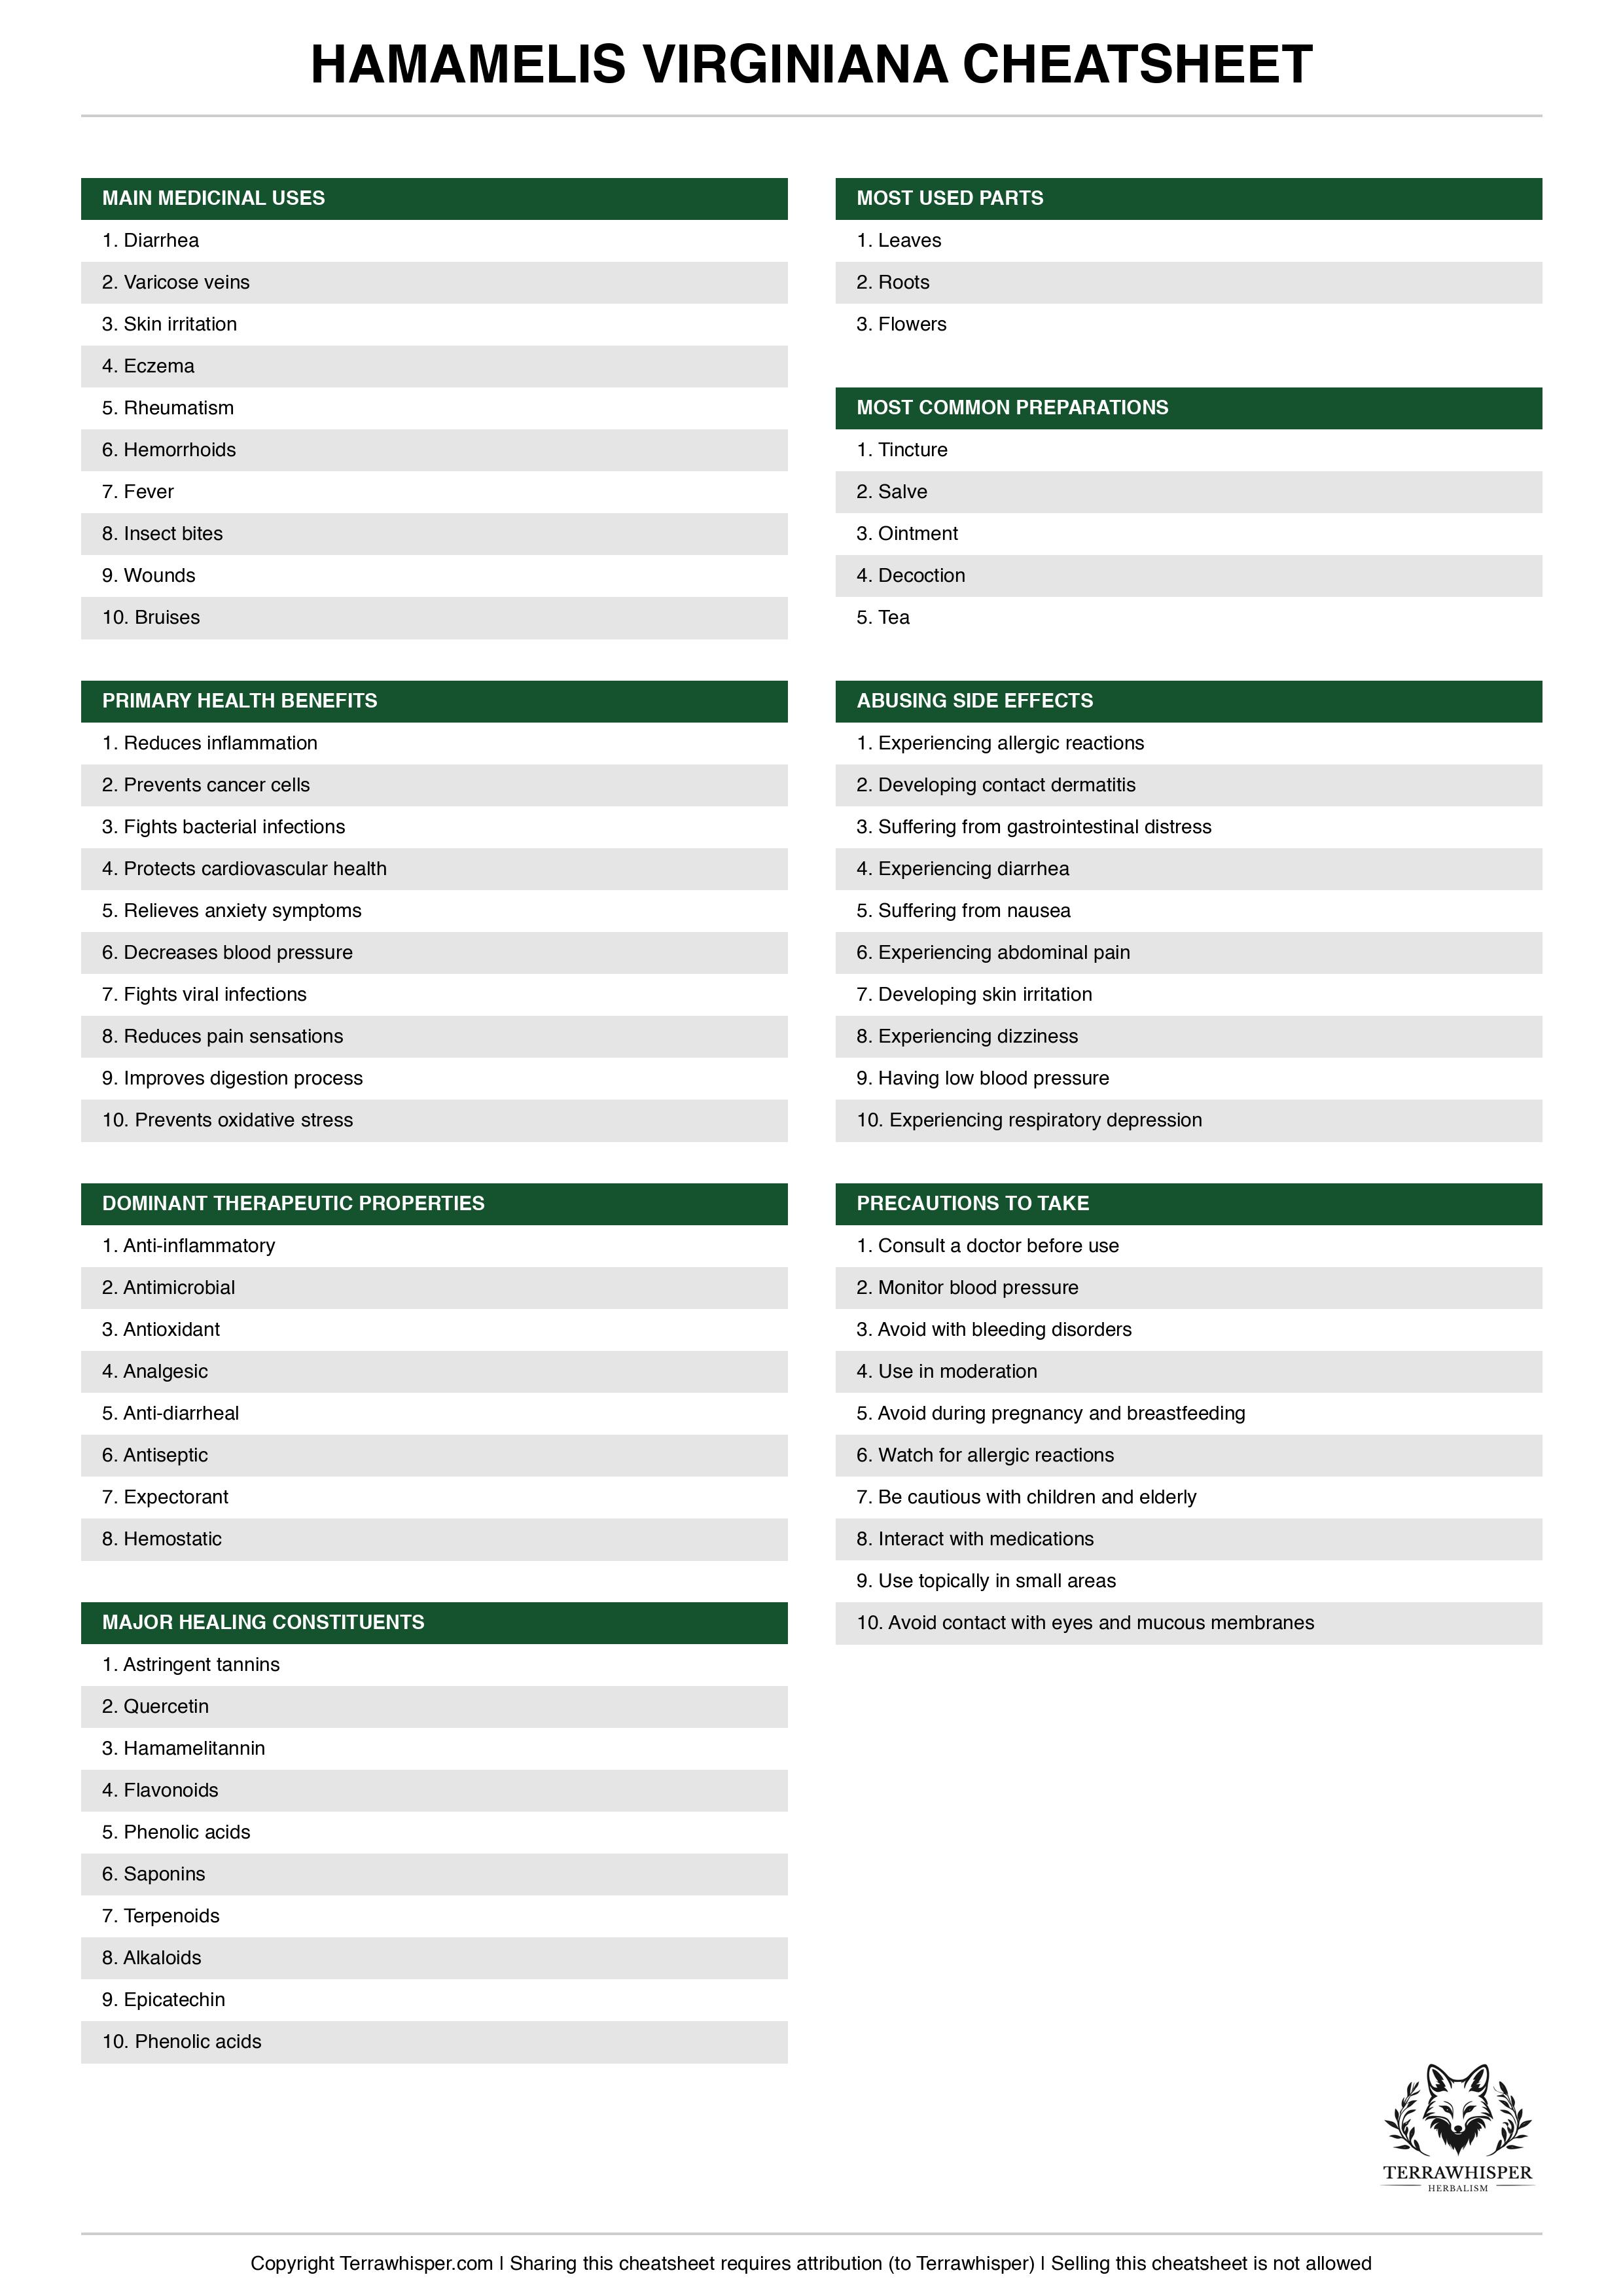 HAMAMELIS VIRGINIANA CHEATSHEET
MAIN MEDICINAL USES
1. Diarrhea
2. Varicose veins
3. Skin irritation
4. Eczema
5. Rheumatism
6. Hemorrhoids
7. Fever
8. Insect bites
9. Wounds
10. Bruises
PRIMARY HEALTH BENEFITS
1. Reduces inflammation
2. Prevents cancer cells
3. Fights bacterial infections
4. Protects cardiovascular health
5. Relieves anxiety symptoms
6. Decreases blood pressure
7. Fights viral infections
8. Reduces pain sensations
9. Improves digestion process
10. Prevents oxidative stress
DOMINANT THERAPEUTIC PROPERTIES
1. Anti-inflammatory
2. Antimicrobial
3. Antioxidant
4. Analgesic
5. Anti-diarrheal
6. Antiseptic
7. Expectorant
8. Hemostatic
MAJOR HEALING CONSTITUENTS
1. Astringent tannins
2. Quercetin
3. Hamamelitannin
4. Flavonoids
5. Phenolic acids
6. Saponins
7. Terpenoids
8. Alkaloids
9. Epicatechin
10. Phenolic acids
MOST USED PARTS
1. Leaves
2. Roots
3. Flowers
MOST COMMON PREPARATIONS
1. Tincture
2. Salve
3. Ointment
4. Decoction
5. Tea
ABUSING SIDE EFFECTS
1. Experiencing allergic reactions
2. Developing contact dermatitis
3. Suffering from gastrointestinal distress
4. Experiencing diarrhea
5. Suffering from nausea
6. Experiencing abdominal pain
7. Developing skin irritation
8. Experiencing dizziness
9. Having low blood pressure
10. Experiencing respiratory depression
PRECAUTIONS TO TAKE
1. Consult a doctor before use
2. Monitor blood pressure
3. Avoid with bleeding disorders
4. Use in moderation
5. Avoid during pregnancy and breastfeeding
6. Watch for allergic reactions
7. Be cautious with children and elderly
8. Interact with medications
9. Use topically in small areas
10. Avoid contact with eyes and mucous membranes
TERRAWHISPER
HERBALISM
Copyright Terrawhisper.com | Sharing this cheatsheet requires attribution (to Terrawhisper) | Selling this cheatsheet is not allowed